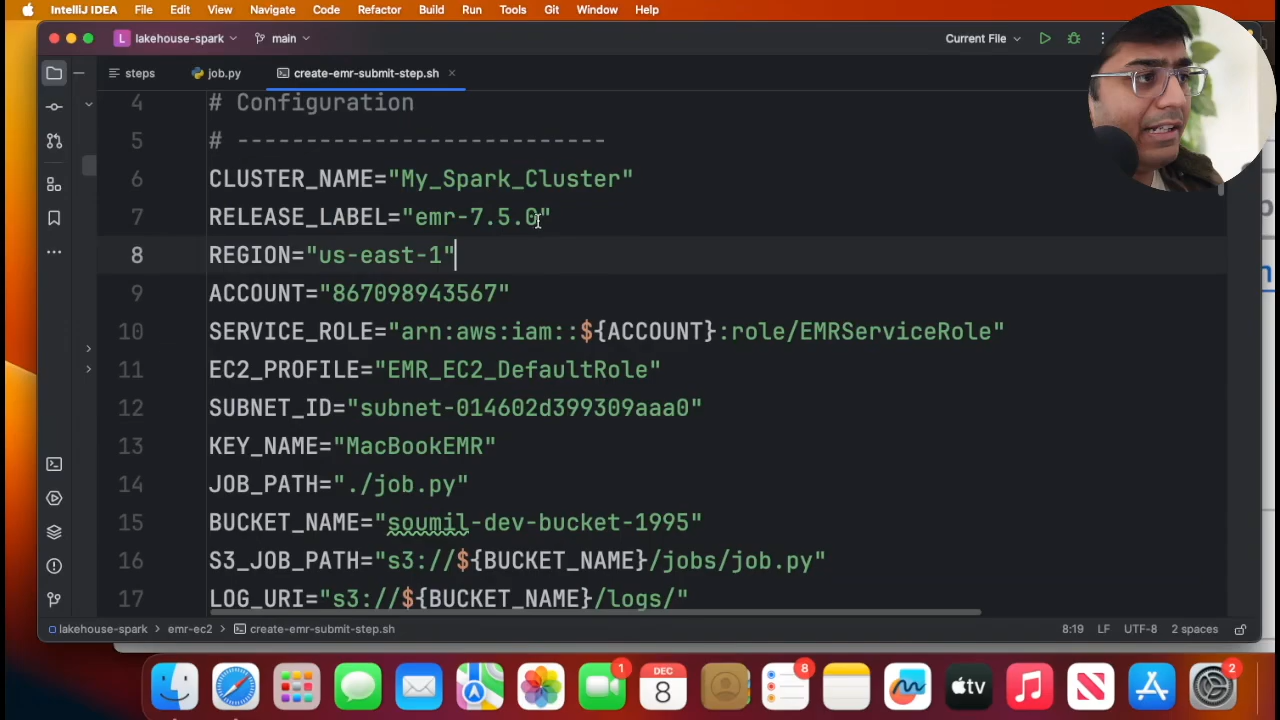 IntelliJ IDEA File Edit View Navigate Code Refactor Build Run Tools Git Window Help
L lakehouse-spark main Current File
steps job.py create-emr-submit-step.sh
4 # Configuration
5 # ---------------------------
6 CLUSTER_NAME="My_Spark_Cluster"
7 RELEASE_LABEL="emr-7.5.0"
8 REGION="us-east-1"
9 ACCOUNT="867098943567"
10 SERVICE_ROLE="arn:aws:iam::${ACCOUNT}:role/EMRServiceRole"
11 EC2_PROFILE="EMR_EC2_DefaultRole"
12 SUBNET_ID="subnet-014602d399309aaa0"
13 KEY_NAME="MacBookEMR"
14 JOB_PATH="./job.py"
15 BUCKET_NAME="soumil-dev-bucket-1995"
16 S3_JOB_PATH="s3://${BUCKET_NAME}/jobs/job.py"
17 LOG_URI="s3://${BUCKET_NAME}/logs/"
lakehouse-spark > emr-ec2 > create-emr-submit-step.sh 8:19 LF UTF-8 2 spaces
1 DEC 8 8 tv 2